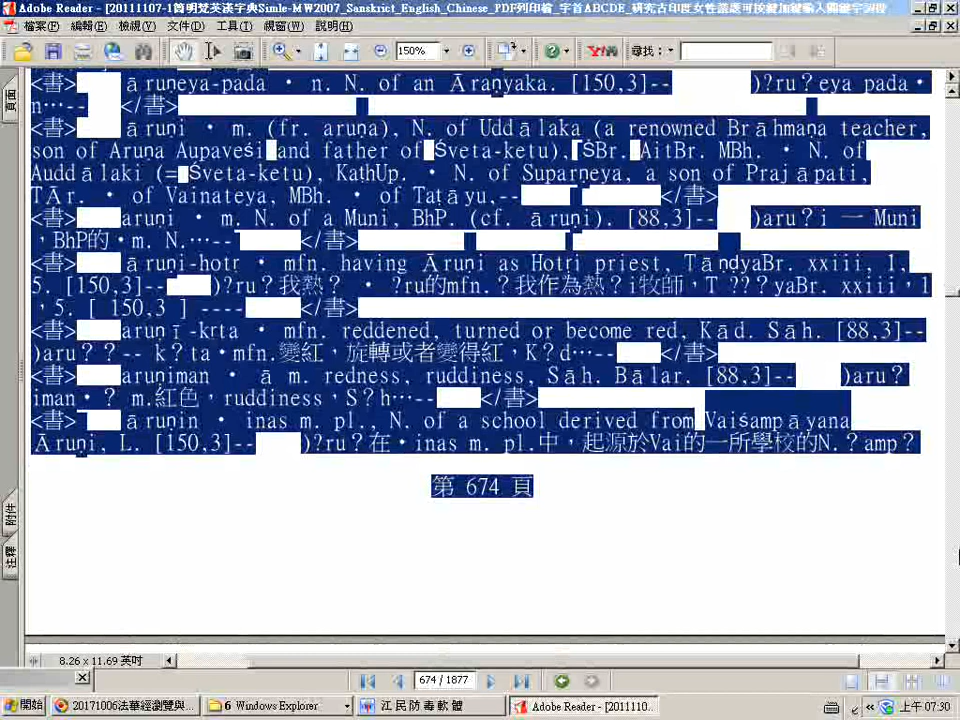 Adobe Reader - [20111107-1簡明梵英漢字典Simle-MW2007_Sanskrict_English_Chinese_PDF列印檔_字首ABCDE_研究古印度女性議題可按鍵輸入關鍵字詞搜
檔案(F) 編輯(E) 檢視(V) 文件(D) 工具(T) 視窗(W) 說明(H)
150% 尋找：
頁面
<書> āruṇeya-pada · n. N. of an Āraṇyaka. [150,3]-- )?ru？eya pada·
n…-- </書>
<書> āruṇi · m. (fr. aruṇa), N. of Uddālaka (a renowned Brāhmaṇa teacher,
son of Aruṇa Aupaveśi and father of Śveta-ketu), ŚBr. AitBr. MBh. · N. of
Auddālaki (= Śveta-ketu), KathUp. · N. of Suparṇeya, a son of Prajāpati,
TĀr. · of Vainateya, MBh. · of Taṭāyu,-- </書>
<書> aruṇi · m. N. of a Muni, BhP. (cf. āruṇi). [88,3]-- )aru？i 一 Muni
，BhP的·m. N.…-- </書>
<書> āruṇi-hotṛ · mfn. having Āruṇi as Hotṛi priest, TāṇḍyaBr. xxiii, 1,
5. [150,3]-- )?ru？我熱？ · ?ru的mfn.？我作為熱？i牧師，T ???yaBr. xxiii，1
，5. [ 150,3 ] ---- </書>
<書> aruṇī-kṛta · mfn. reddened, turned or become red, Kād. Sāh. [88,3]--
)aru？？-- k？ta·mfn.變紅，旋轉或者變得紅，K？d…-- </書>
<書> aruṇiman · ā m. redness, ruddiness, Sāh. Bālar. [88,3]-- )aru？
iman·？ m.紅色，ruddiness，S？h…-- </書>
<書> āruṇin · inas m. pl., N. of a school derived from Vaiśampāyana
Āruṇi, L. [150,3]-- )?ru？在·inas m. pl.中，起源於Vai的一所學校的N.？amp？
第 674 頁
附件
注釋
8.26 x 11.69 英吋
674 / 1877
開始 20171006法華經瀏覽與... 6 Windows Explorer 江民防毒軟體 Adobe Reader - [2011110... 上午 07:30